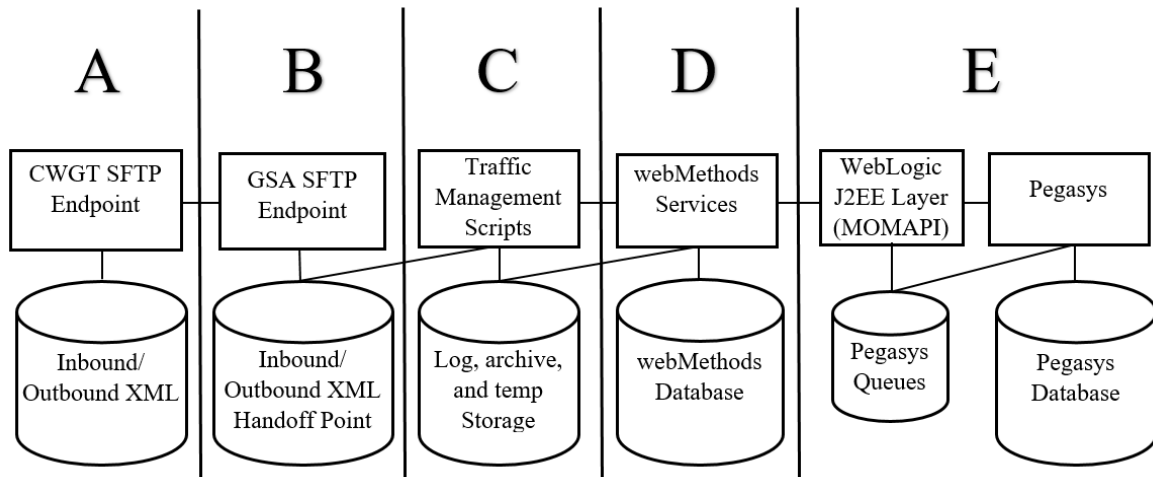 A
B
C
D
E
CWGT SFTP
Endpoint
GSA SFTP
Endpoint
Traffic
Management
Scripts
webMethods
Services
WebLogic
J2EE Layer
(MOMAPI)
Pegasys
Inbound/
Outbound XML
Inbound/
Outbound XML
Handoff Point
Log, archive,
and temp
Storage
webMethods
Database
Pegasys
Queues
Pegasys
Database